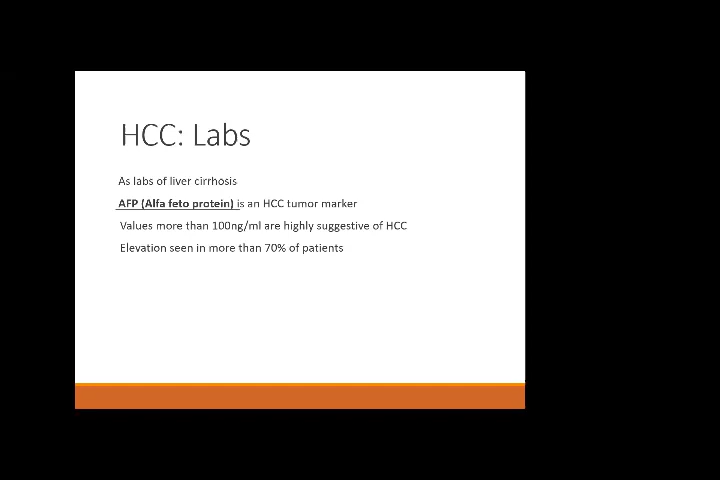 HCC: Labs
As labs of liver cirrhosis
AFP (Alfa feto protein) is an HCC tumor marker
Values more than 100ng/ml are highly suggestive of HCC
Elevation seen in more than 70% of patients